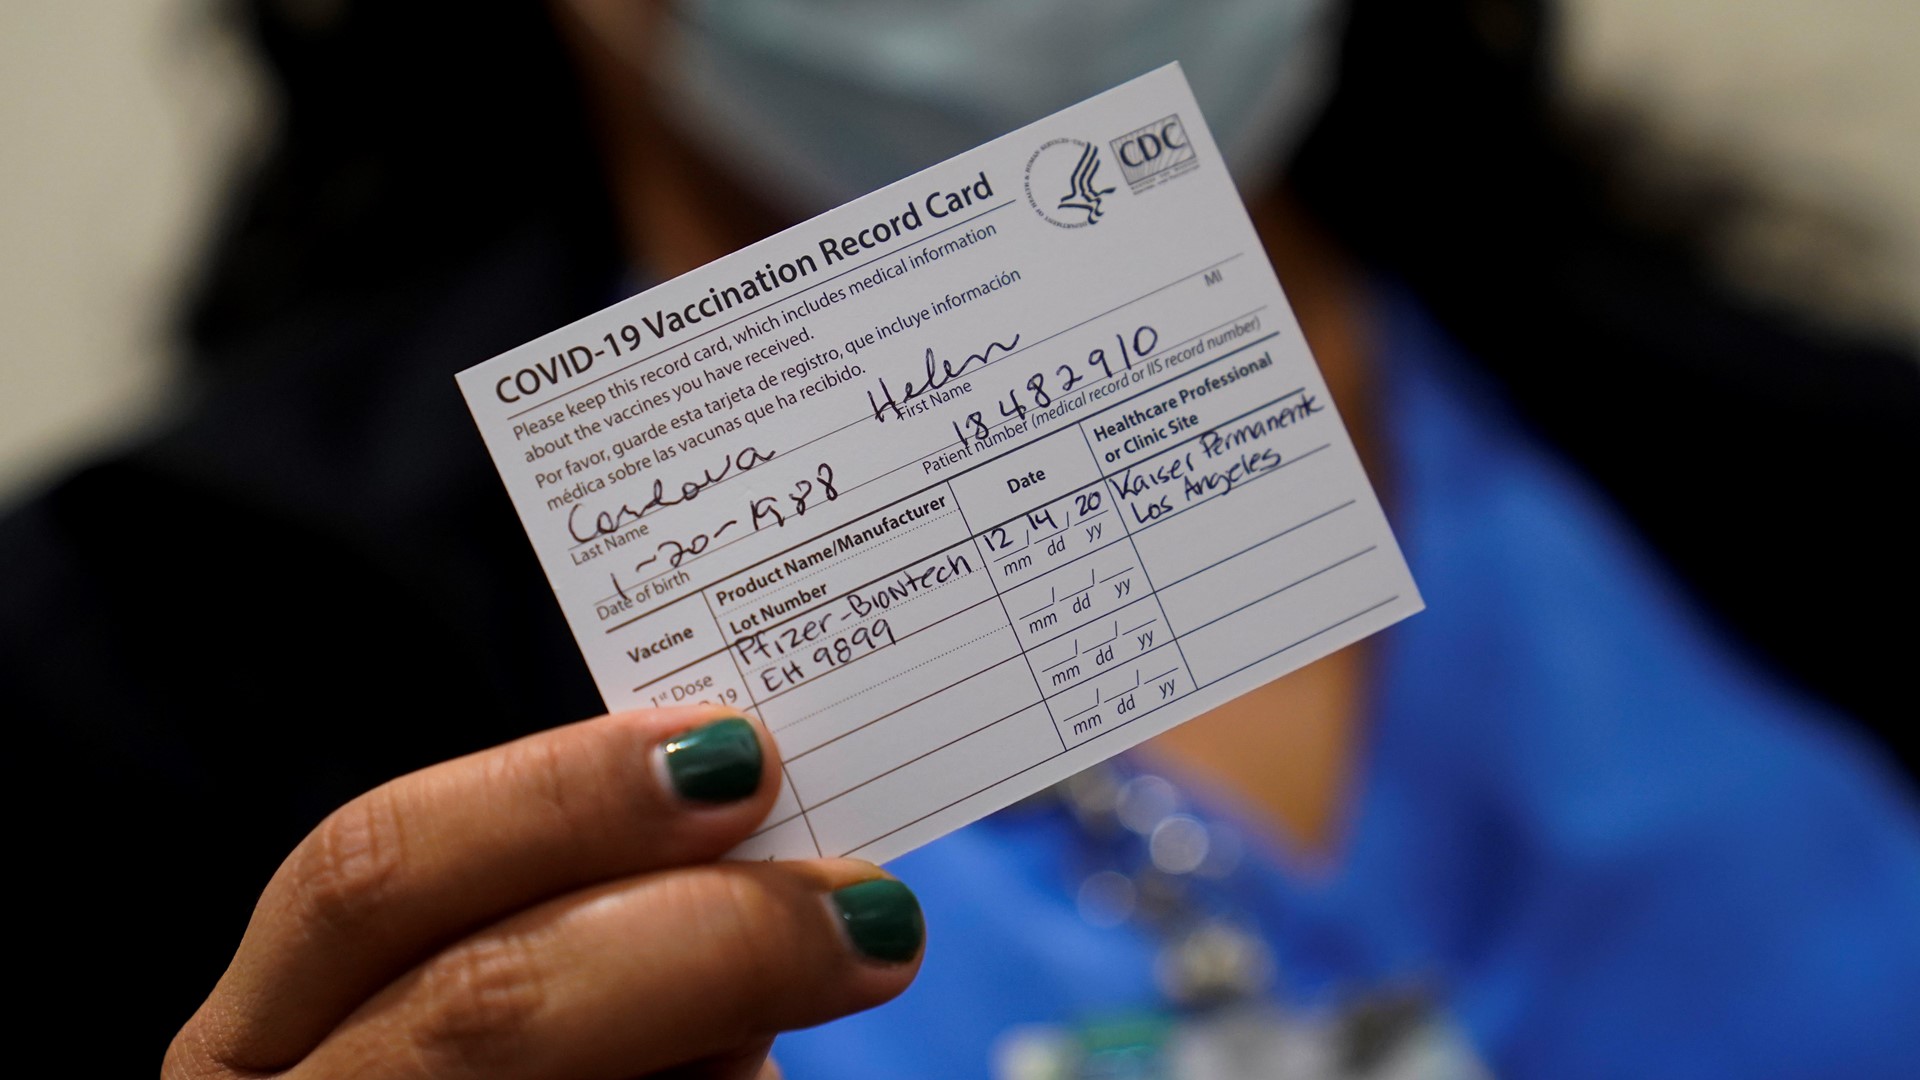 COVID-19 Vaccination Record Card
CDC
Please keep this record card, which includes medical information
about the vaccines you have received.
Por favor, guarde esta tarjeta de registro, que incluye información
médica sobre las vacunas que ha recibido.
Cordova Helen
Last Name First Name MI
1-20-1988 18482910
Date of birth Patient number (medical record or IIS record number)
Vaccine Product Name/Manufacturer Date Healthcare Professional
Lot Number or Clinic Site
1st Dose Pfizer-BioNtech 12/14/20 Kaiser Permanente
19 EH9899 mm dd yy Los Angeles
mm dd yy
mm dd yy
mm dd yy